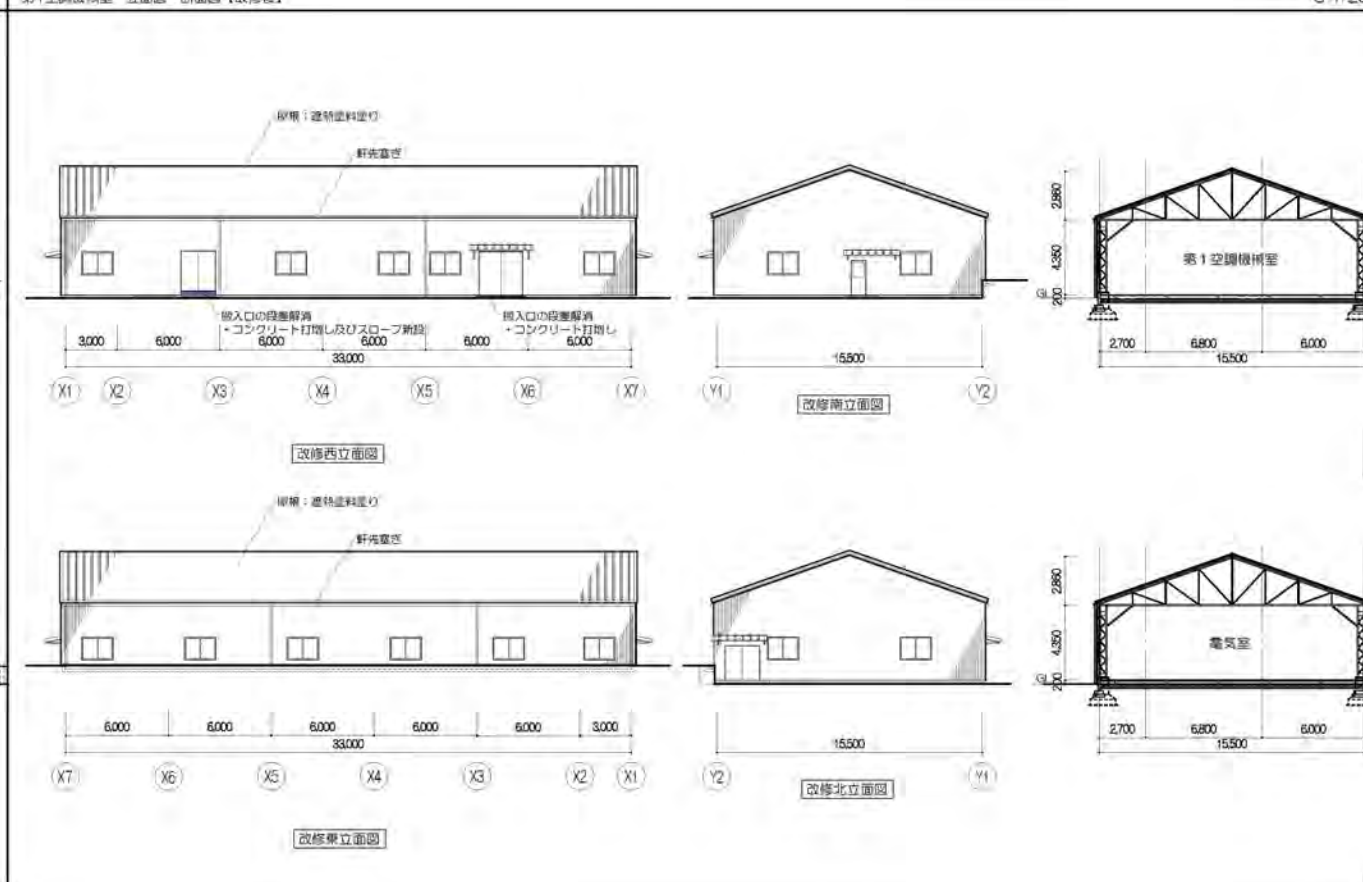 屋根：遮熱塗料塗り
軒先塞ぎ
搬入口の段差解消
・コンクリート打増し及びスロープ新設
搬入口の段差解消
・コンクリート打増し
3,000 6,000 6,000 6,000 6,000 6,000
33,000
X1 X2 X3 X4 X5 X6 X7
改修西立面図
15,500
Y1 Y2
改修南立面図
2,860
4,350
200
GL
第1空調機械室
2,700 6,800 6,000
15,500
屋根：遮熱塗料塗り
軒先塞ぎ
6,000 6,000 6,000 6,000 6,000 3,000
33,000
X7 X6 X5 X4 X3 X2 X1
改修東立面図
15,500
Y2 Y1
改修北立面図
2,860
4,350
200
GL
電気室
2,700 6,800 6,000
15,500